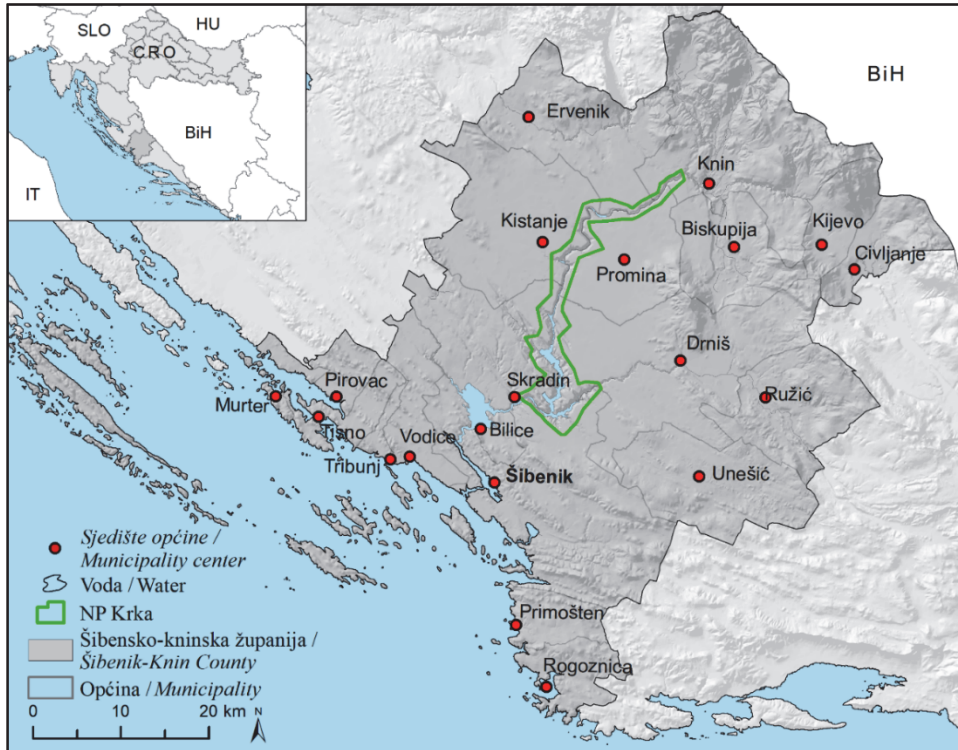 SLO
HU
CRO
BiH
IT
BiH
Ervenik
Knin
Kistanje
Biskupija
Kijevo
Promina
Civljanje
Drniš
Pirovac
Skradin
Ružić
Murter
Tisno
Vodice
Bilice
Tribunj
Šibenik
Unešić
Primošten
Rogoznica
Sjedište općine /
Municipality center
Voda / Water
NP Krka
Šibensko-kninska županija /
Šibenik-Knin County
Općina / Municipality
0 10 20 km
N